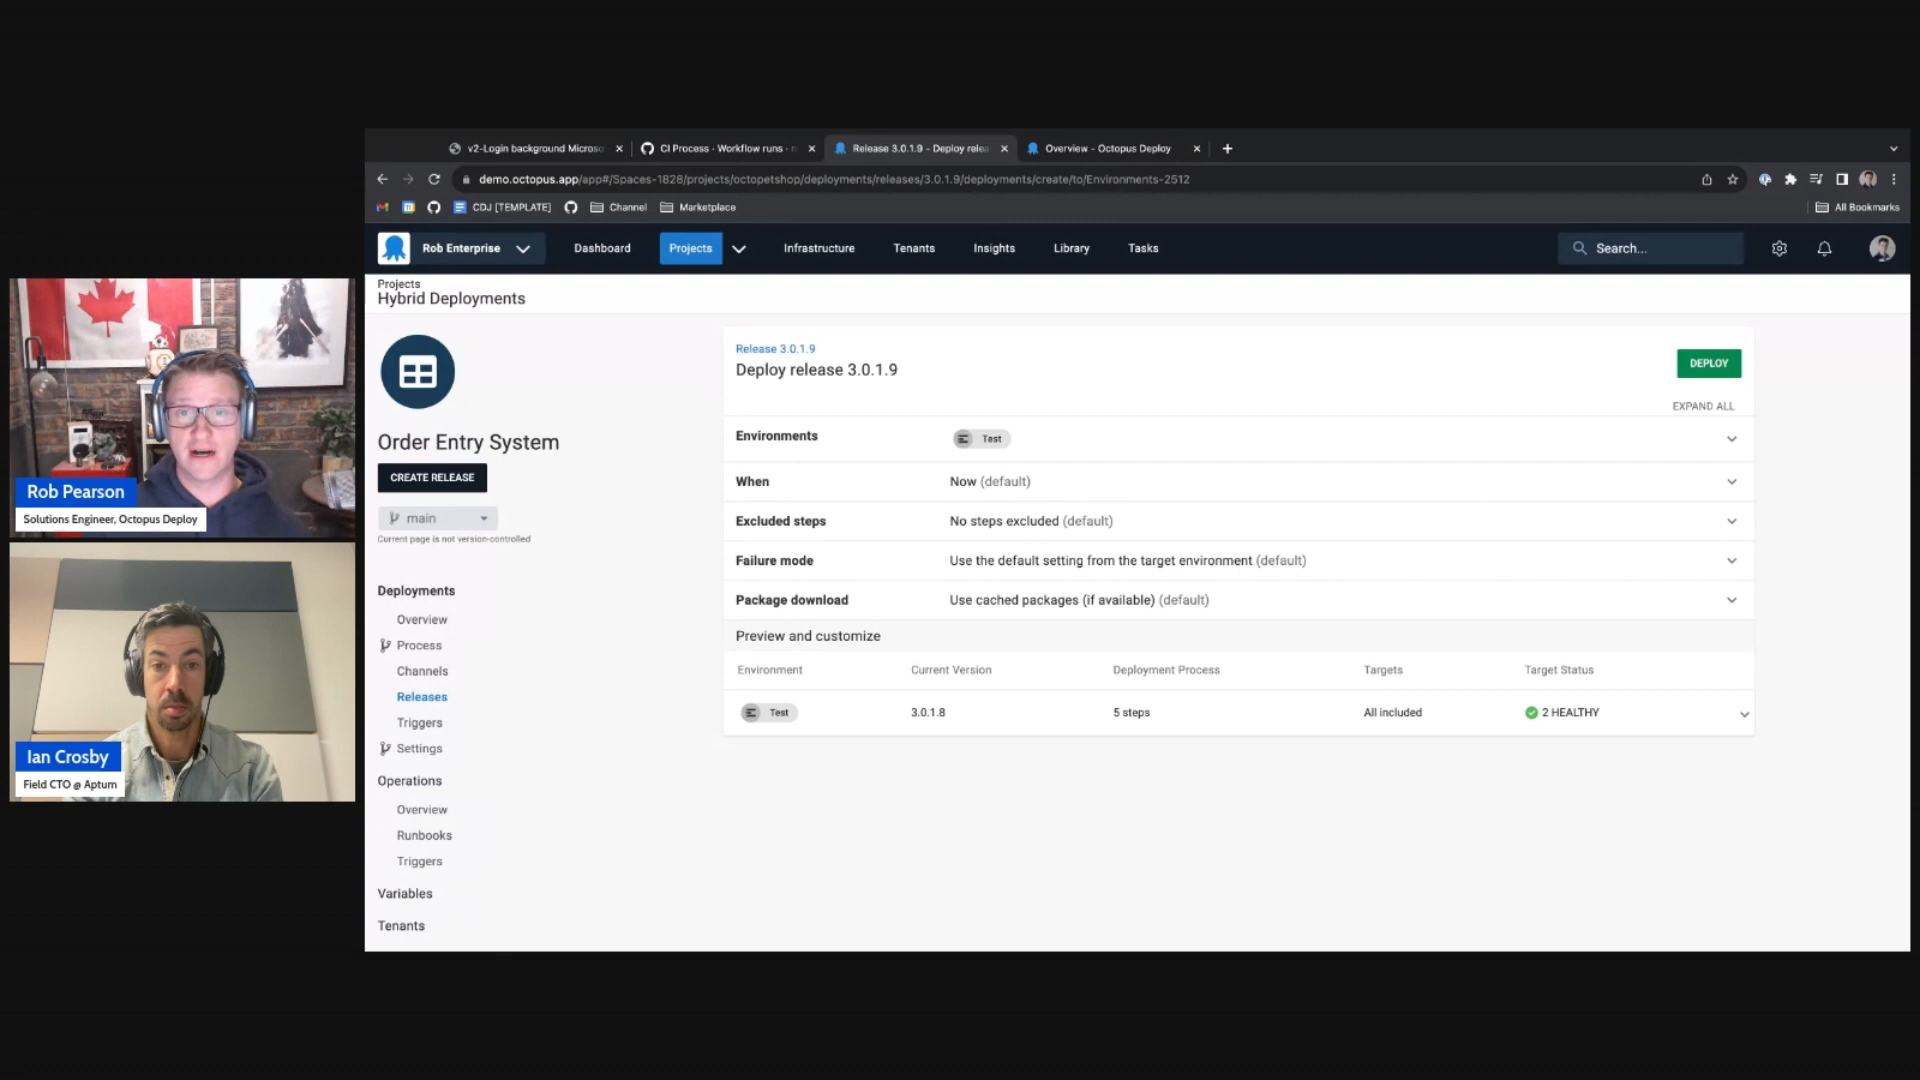 v2-Login background Microso
CI Process · Workflow runs ·
Release 3.0.1.9 - Deploy relea
Overview - Octopus Deploy
demo.octopus.app/app#/Spaces-1828/projects/octopetshop/deployments/releases/3.0.1.9/deployments/create/to/Environments-2512
CDJ [TEMPLATE]
Channel
Marketplace
All Bookmarks
Rob Enterprise
Dashboard
Projects
Infrastructure
Tenants
Insights
Library
Tasks
Search...
Projects
Hybrid Deployments
Order Entry System
CREATE RELEASE
main
Current page is not version-controlled
Deployments
Overview
Process
Channels
Releases
Triggers
Settings
Operations
Overview
Runbooks
Triggers
Variables
Tenants
Release 3.0.1.9
Deploy release 3.0.1.9
DEPLOY
EXPAND ALL
Environments
Test
When
Now (default)
Excluded steps
No steps excluded (default)
Failure mode
Use the default setting from the target environment (default)
Package download
Use cached packages (if available) (default)
Preview and customize
Environment
Current Version
Deployment Process
Targets
Target Status
Test
3.0.1.8
5 steps
All included
2 HEALTHY
Rob Pearson
Solutions Engineer, Octopus Deploy
Ian Crosby
Field CTO @ Aptum